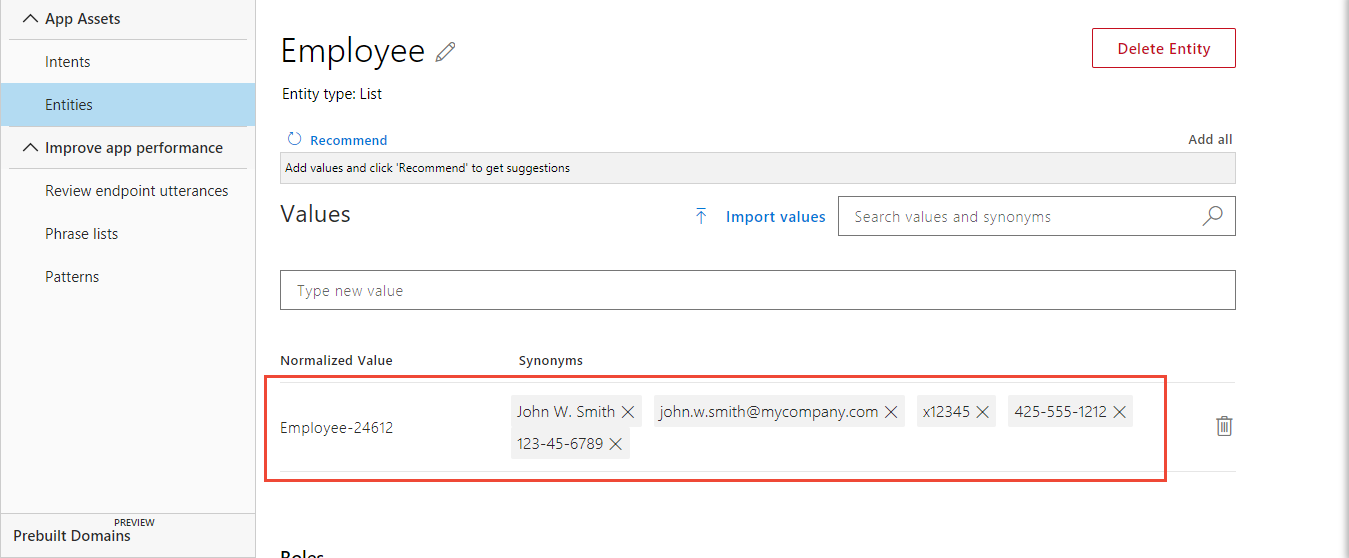 App Assets
Intents
Entities
Improve app performance
Review endpoint utterances
Phrase lists
Patterns
PREVIEW
Prebuilt Domains
Employee
Delete Entity
Entity type: List
Recommend
Add all
Add values and click 'Recommend' to get suggestions
Values
Import values
Search values and synonyms
Type new value
Normalized Value
Synonyms
Employee-24612
John W. Smith
john.w.smith@mycompany.com
x12345
425-555-1212
123-45-6789
Roles